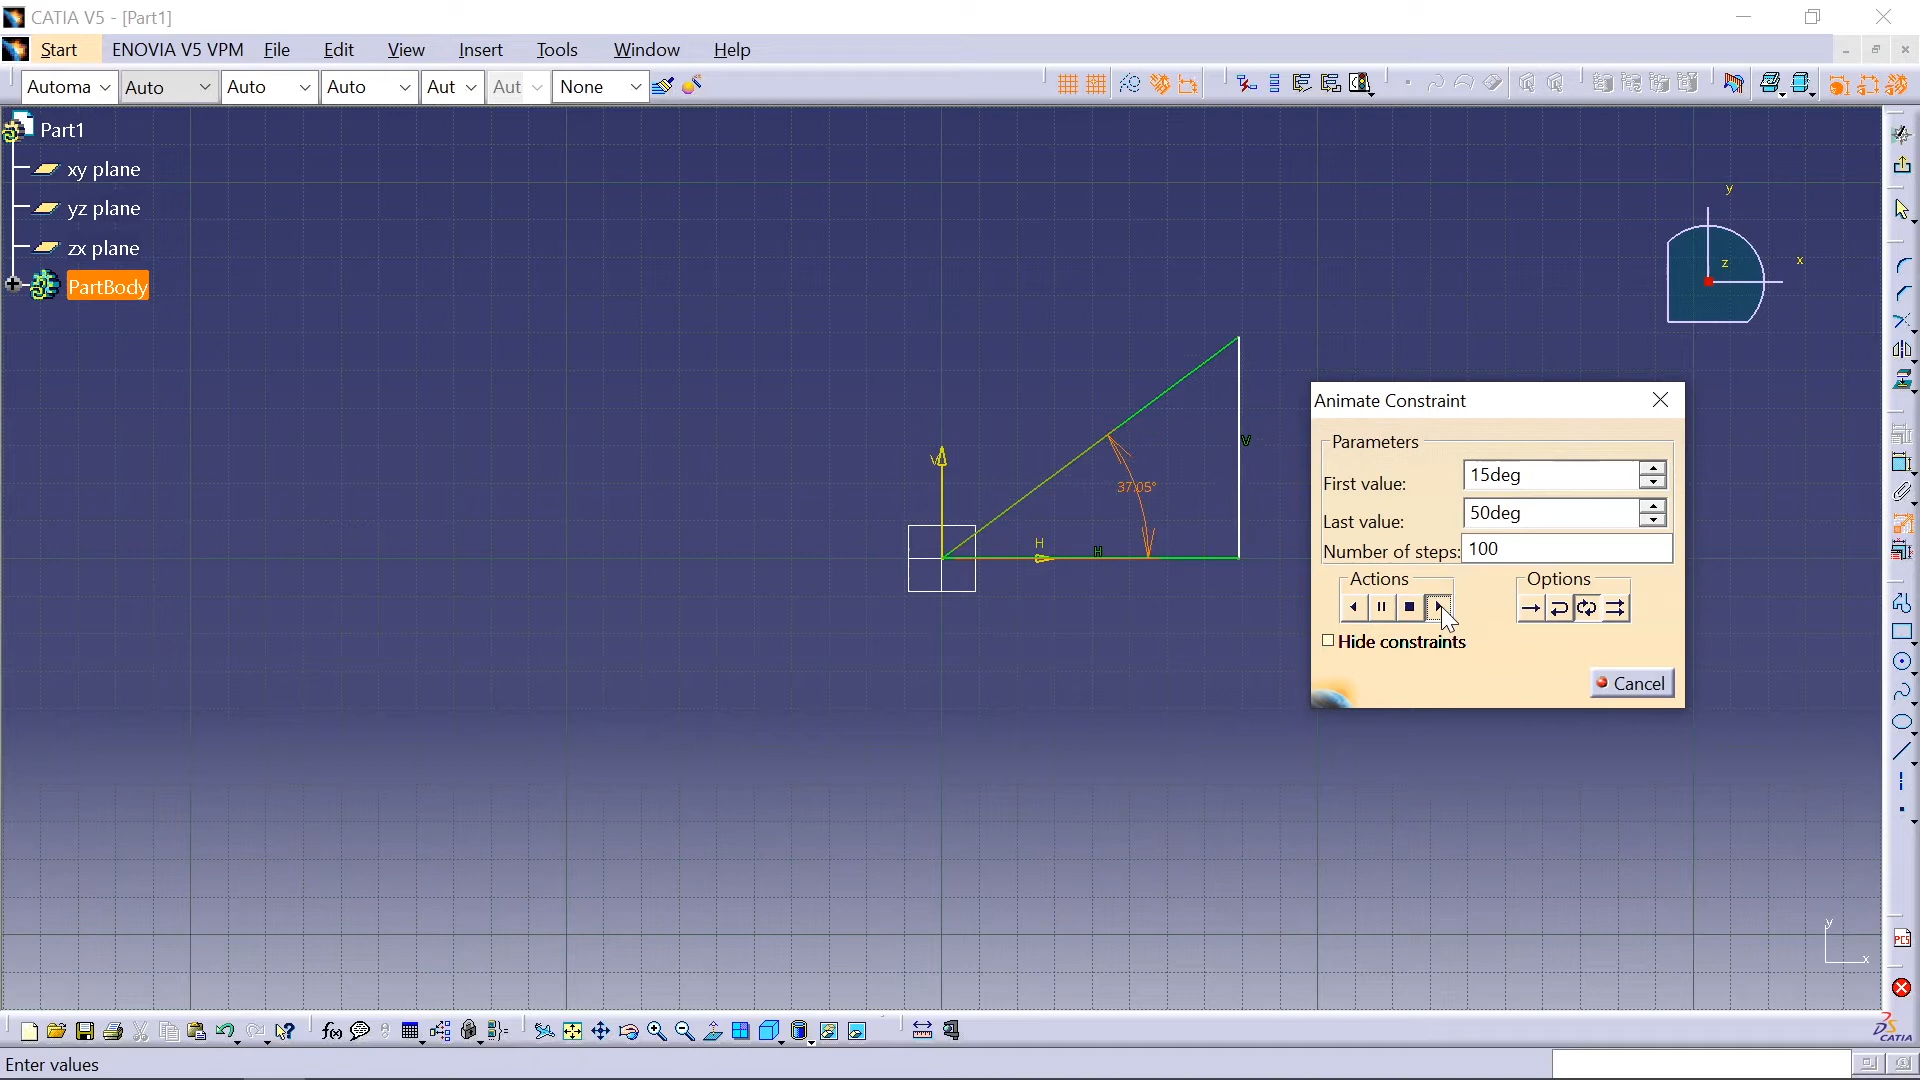 CATIA V5 - [Part1]
Start ENOVIA V5 VPM File Edit View Insert Tools Window Help
Automa Auto Auto Auto Aut Aut None
Part1
xy plane
yz plane
zx plane
PartBody
y
x
z
V
37.05°
H
H
V
Animate Constraint
Parameters
First value: 15deg
Last value: 50deg
Number of steps: 100
Actions Options
Hide constraints
Cancel
y
x
PCS
f(x)
CATIA
Enter values